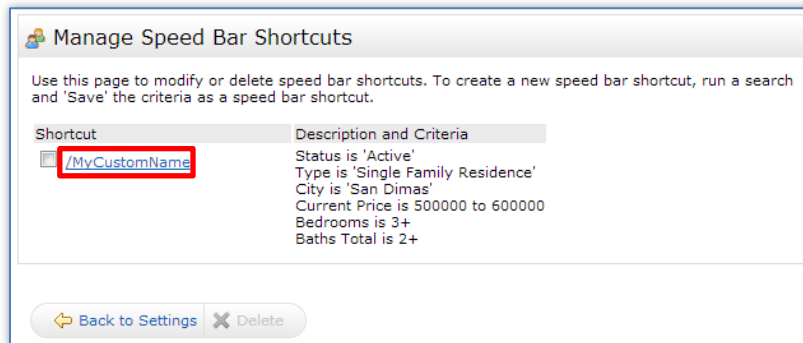 Manage Speed Bar Shortcuts
Use this page to modify or delete speed bar shortcuts. To create a new speed bar shortcut, run a search
and 'Save' the criteria as a speed bar shortcut.
Shortcut Description and Criteria
/MyCustomName Status is 'Active'
Type is 'Single Family Residence'
City is 'San Dimas'
Current Price is 500000 to 600000
Bedrooms is 3+
Baths Total is 2+
Back to Settings Delete